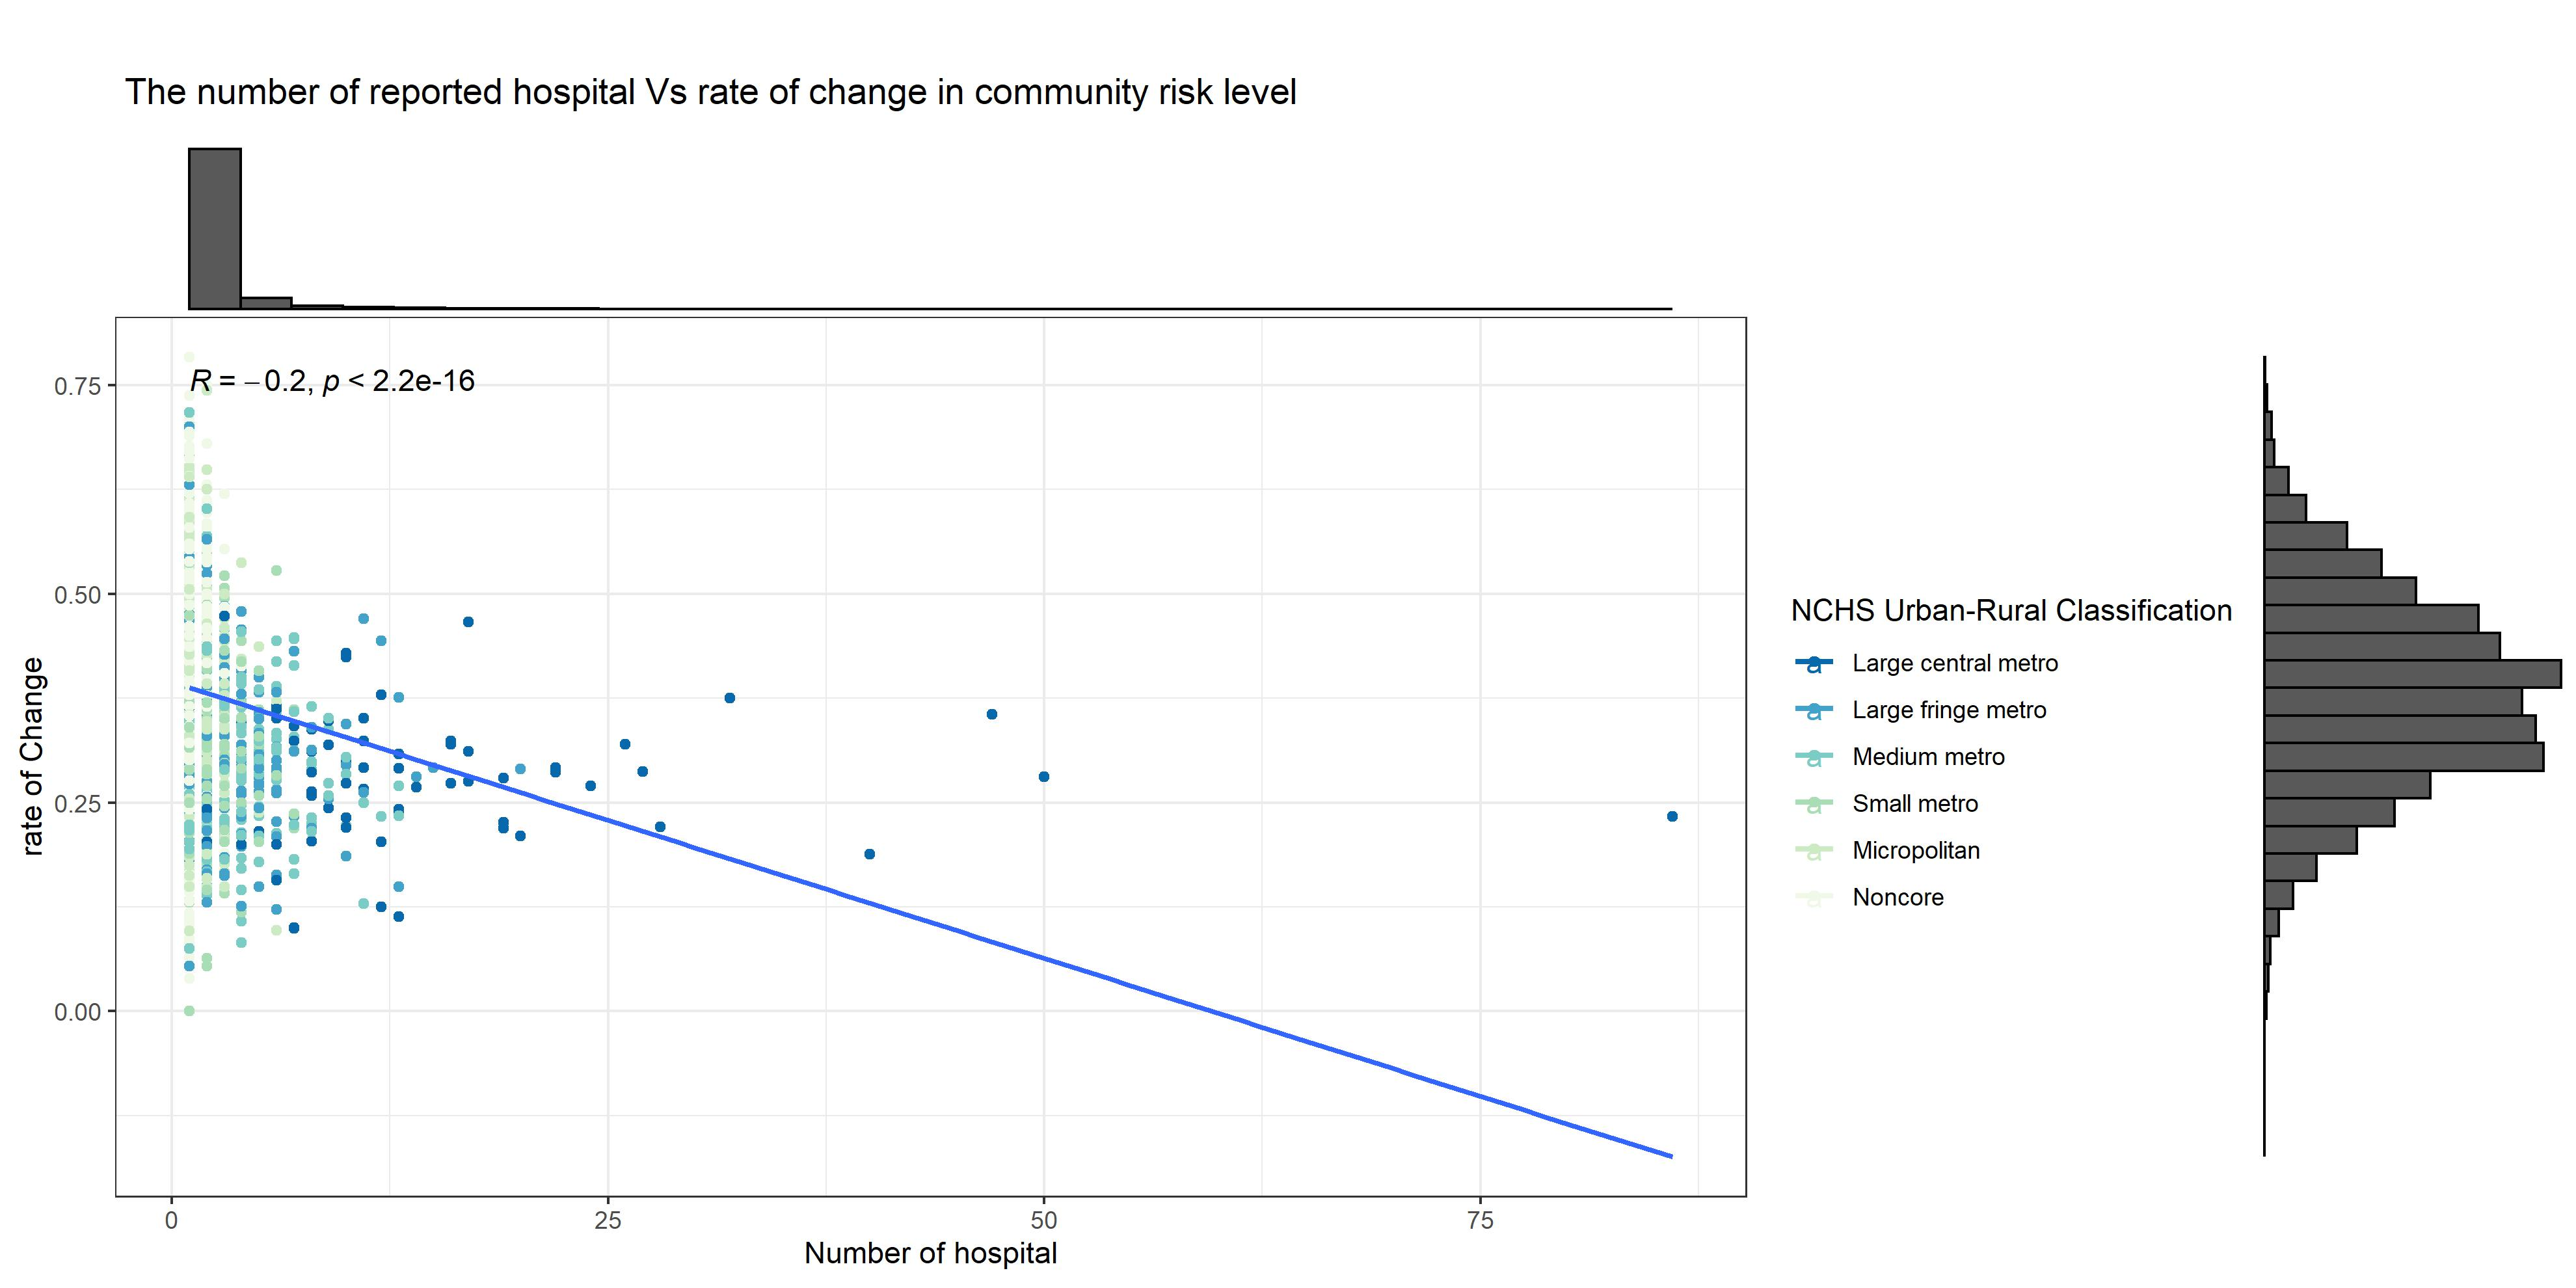 The number of reported hospital Vs rate of change in community risk level
R = −0.2, p < 2.2e-16
0.75
0.50
0.25
0.00
rate of Change
0
25
50
75
Number of hospital
NCHS Urban-Rural Classification
a Large central metro
a Large fringe metro
a Medium metro
a Small metro
a Micropolitan
a Noncore